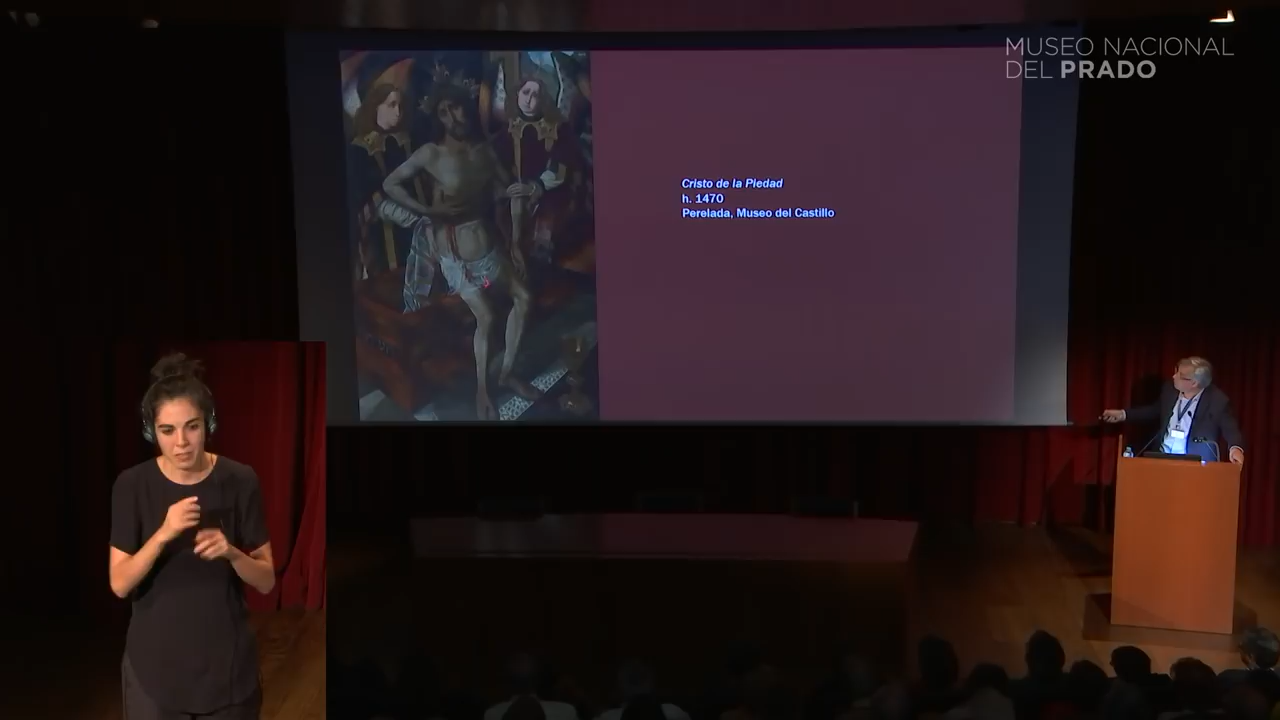 MUSEO NACIONAL
DEL PRADO
Cristo de la Piedad
h. 1470
Perelada, Museo del Castillo